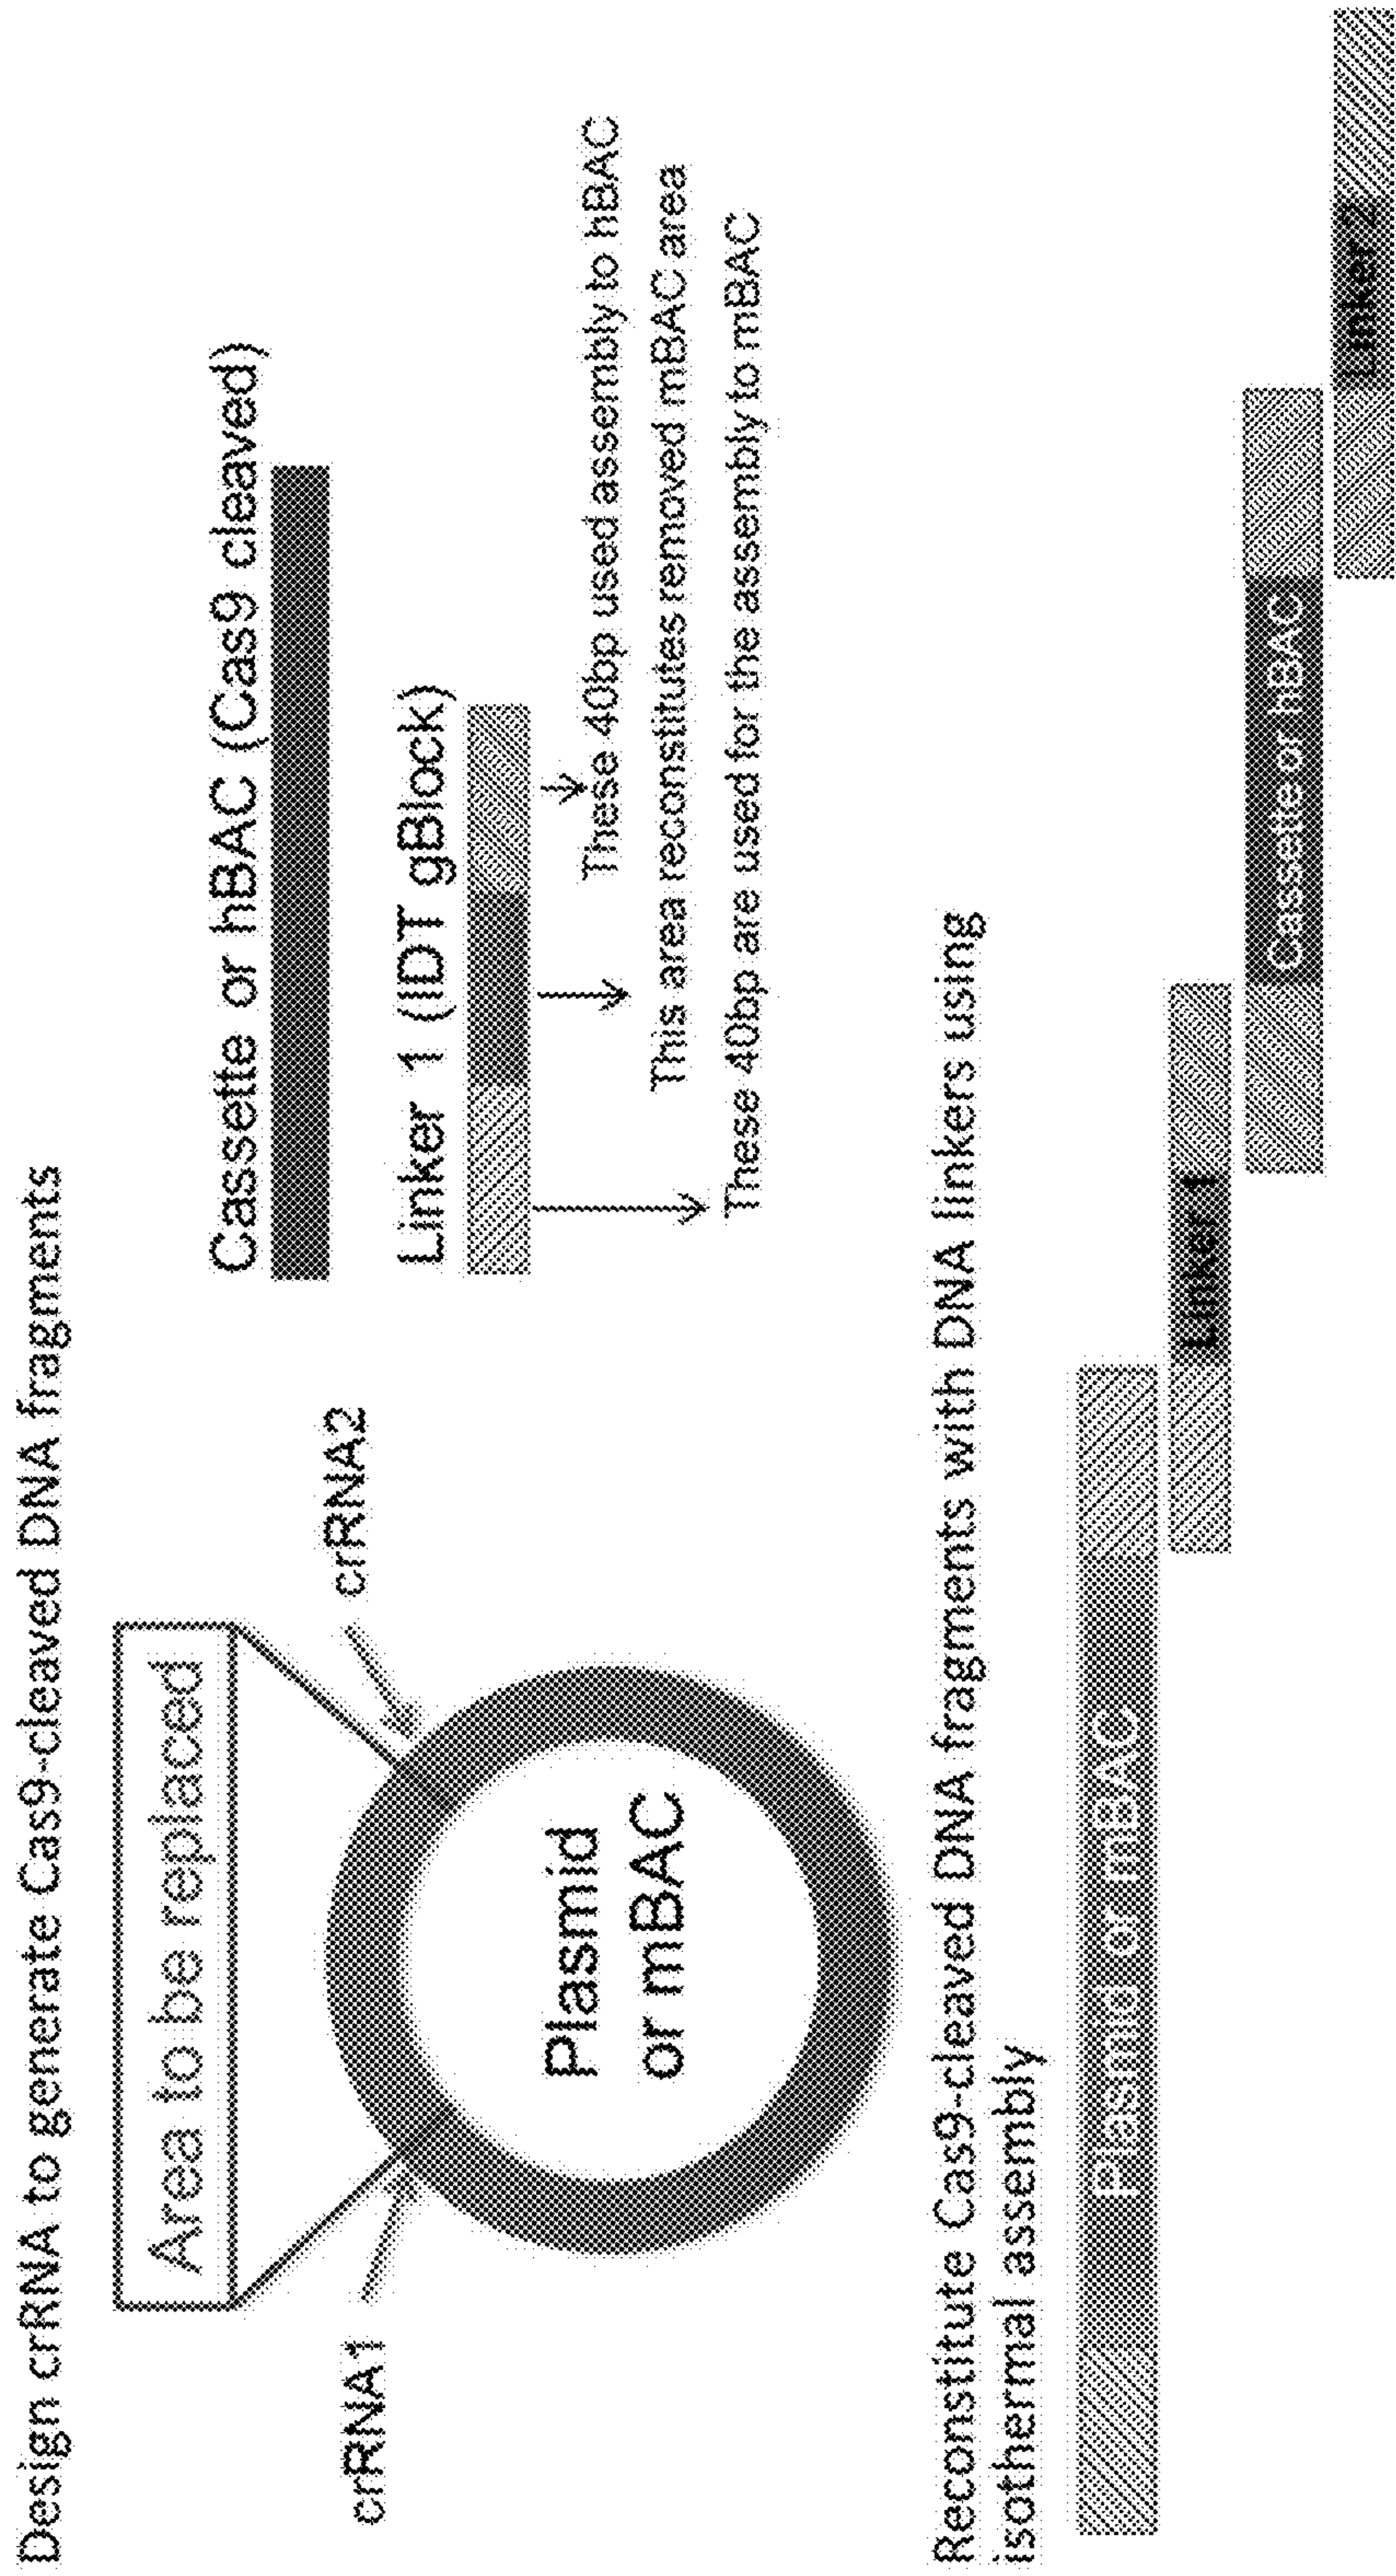 Design crRNA to generate Cas9-cleaved DNA fragments
Area to be replaced
crRNA1
crRNA2
Plasmid
or mBAC
Cassette or hBAC (Cas9 cleaved)
Linker 1 (IDT gBlock)
These 40bp used assembly to hBAC
This area reconstitutes removed mBAC area
These 40bp are used for the assembly to mBAC
Reconstitute Cas9-cleaved DNA fragments with DNA linkers using
isothermal assembly
Plasmid or mBAC
Linker 1
Cassette or hBAC
Linker 2